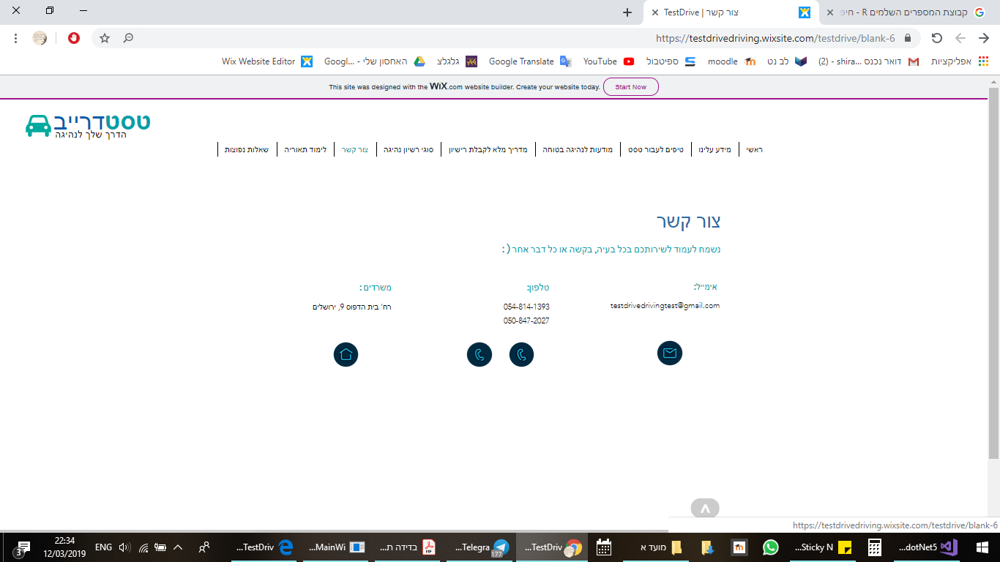 קבוצת המספרים השלמים R - חיפ
צור קשר | TestDrive
https://testdrivedriving.wixsite.com/testdrive/blank-6
אפליקציות
דואר נכנס (2) - shira...
לב נט
moodle
ספיטבול
YouTube
Google Translate
גלגלצ
האחסון שלי - Googl...
Wix Website Editor
This site was designed with the WiX.com website builder. Create your website today. Start Now
טסטדרייב
הדרך שלך לנהיגה
ראשי
מידע עלינו
טיפים לעבור טסט
מודעות לנהיגה בטוחה
מדריך מלא לקבלת רישיון
סוגי רשיון נהיגה
צור קשר
לימוד תאוריה
שאלות נפוצות
צור קשר
נשמח לעמוד לשירותכם בכל בעיה, בקשה או כל דבר אחר ( :
אימייל:
testdrivedrivingtest@gmail.com
טלפון:
054-814-1393
050-847-2027
משרדים :
רח' בית הדפוס 9, ירושלים
https://testdrivedriving.wixsite.com/testdrive/blank-6
...dotNet5
...Sticky N
מועד א
...TestDriv
...Telegra
177
בדידה ת...
...MainWi
...TestDriv
ENG
22:34
12/03/2019
3